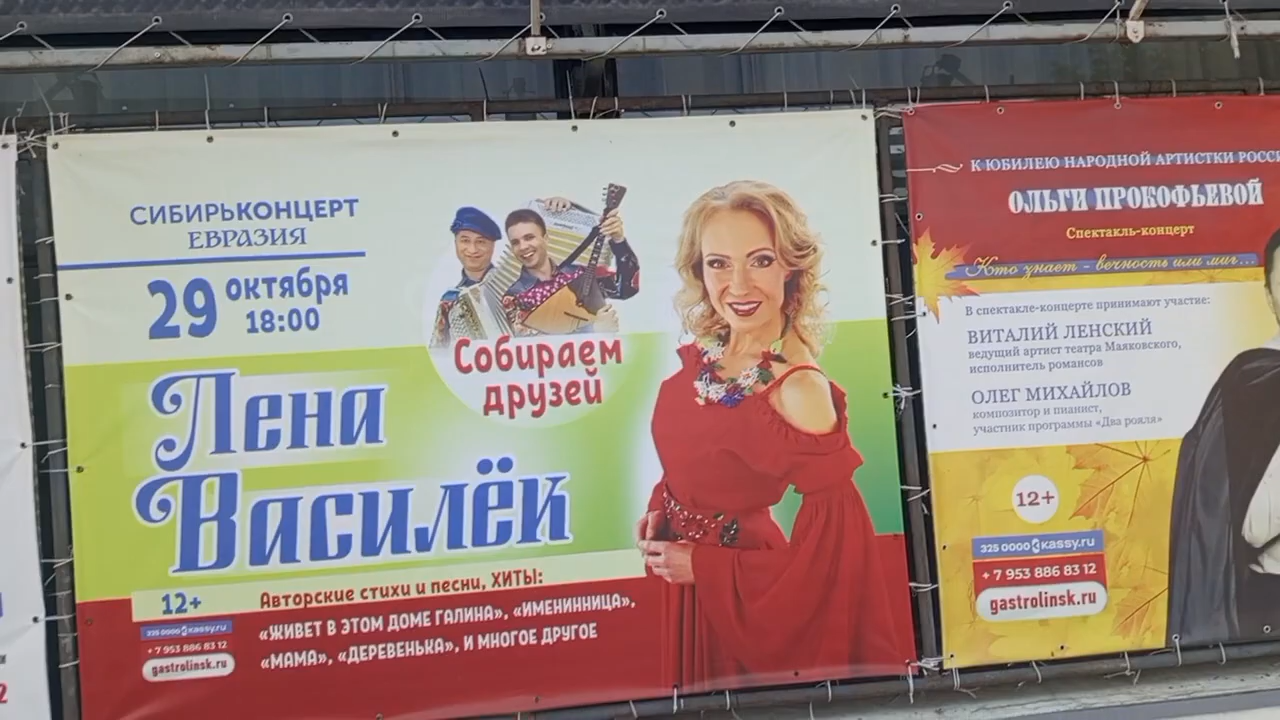 СИБИРЬКОНЦЕРТ
ЕВРАЗИЯ
29 октября
18:00
Собираем
друзей
Лена
Василёк
12+
Авторские стихи и песни, ХИТЫ:
«ЖИВЕТ В ЭТОМ ДОМЕ ГАЛИНА», «ИМЕНИННИЦА»,
«МАМА», «ДЕРЕВЕНЬКА», И МНОГОЕ ДРУГОЕ
325 0000 kassy.ru
+ 7 953 886 83 12
gastrolinsk.ru
К ЮБИЛЕЮ НАРОДНОЙ АРТИСТКИ
ОЛЬГИ ПРОКОФЬЕВОЙ
Спектакль-концерт
Кто знает - вечность или миг...
В спектакле-концерте принимают участие:
ВИТАЛИЙ ЛЕНСКИЙ
ведущий артист театра Маяковского,
исполнитель романсов
ОЛЕГ МИХАЙЛОВ
композитор и пианист,
участник программы «Два рояля»
12+
325 0000 kassy.ru
+ 7 953 886 83 12
gastrolinsk.ru